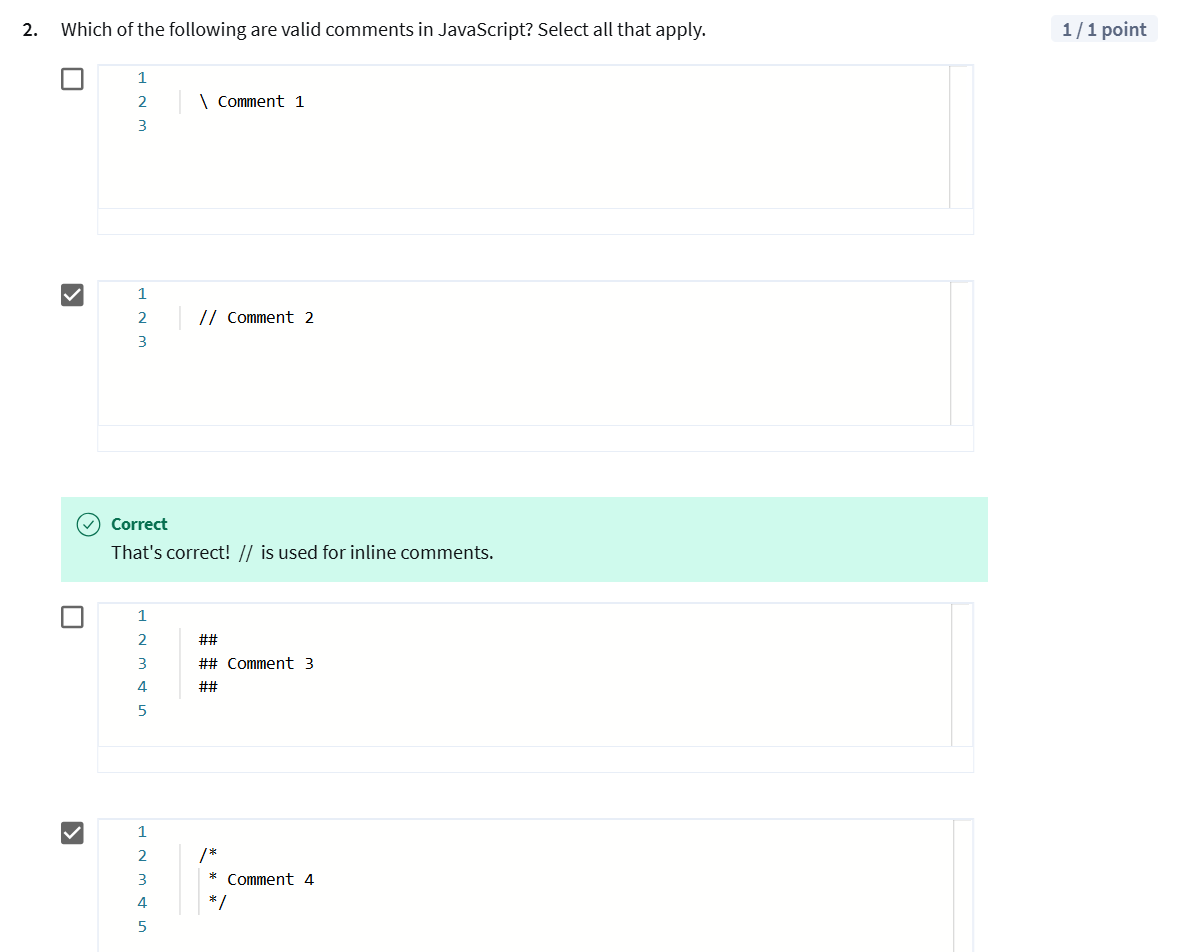 2. Which of the following are valid comments in JavaScript? Select all that apply.
1 / 1 point
1
2 \ Comment 1
3
1
2 // Comment 2
3
Correct
That's correct! // is used for inline comments.
1
2 ##
3 ## Comment 3
4 ##
5
1
2 /*
3 * Comment 4
4 */
5